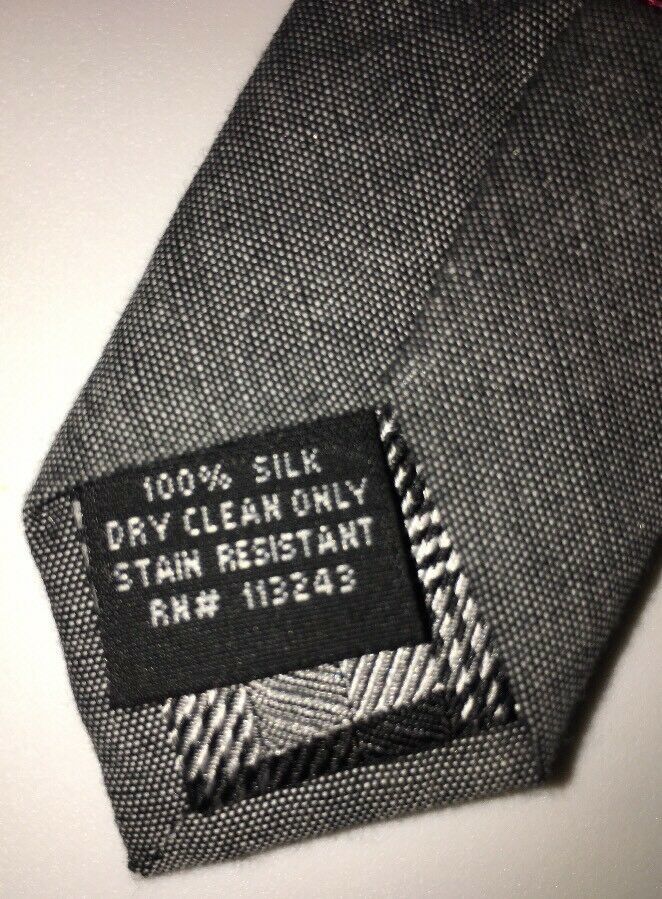 100% SILK
DRY CLEAN ONLY
STAIN RESISTANT
RN# 113243